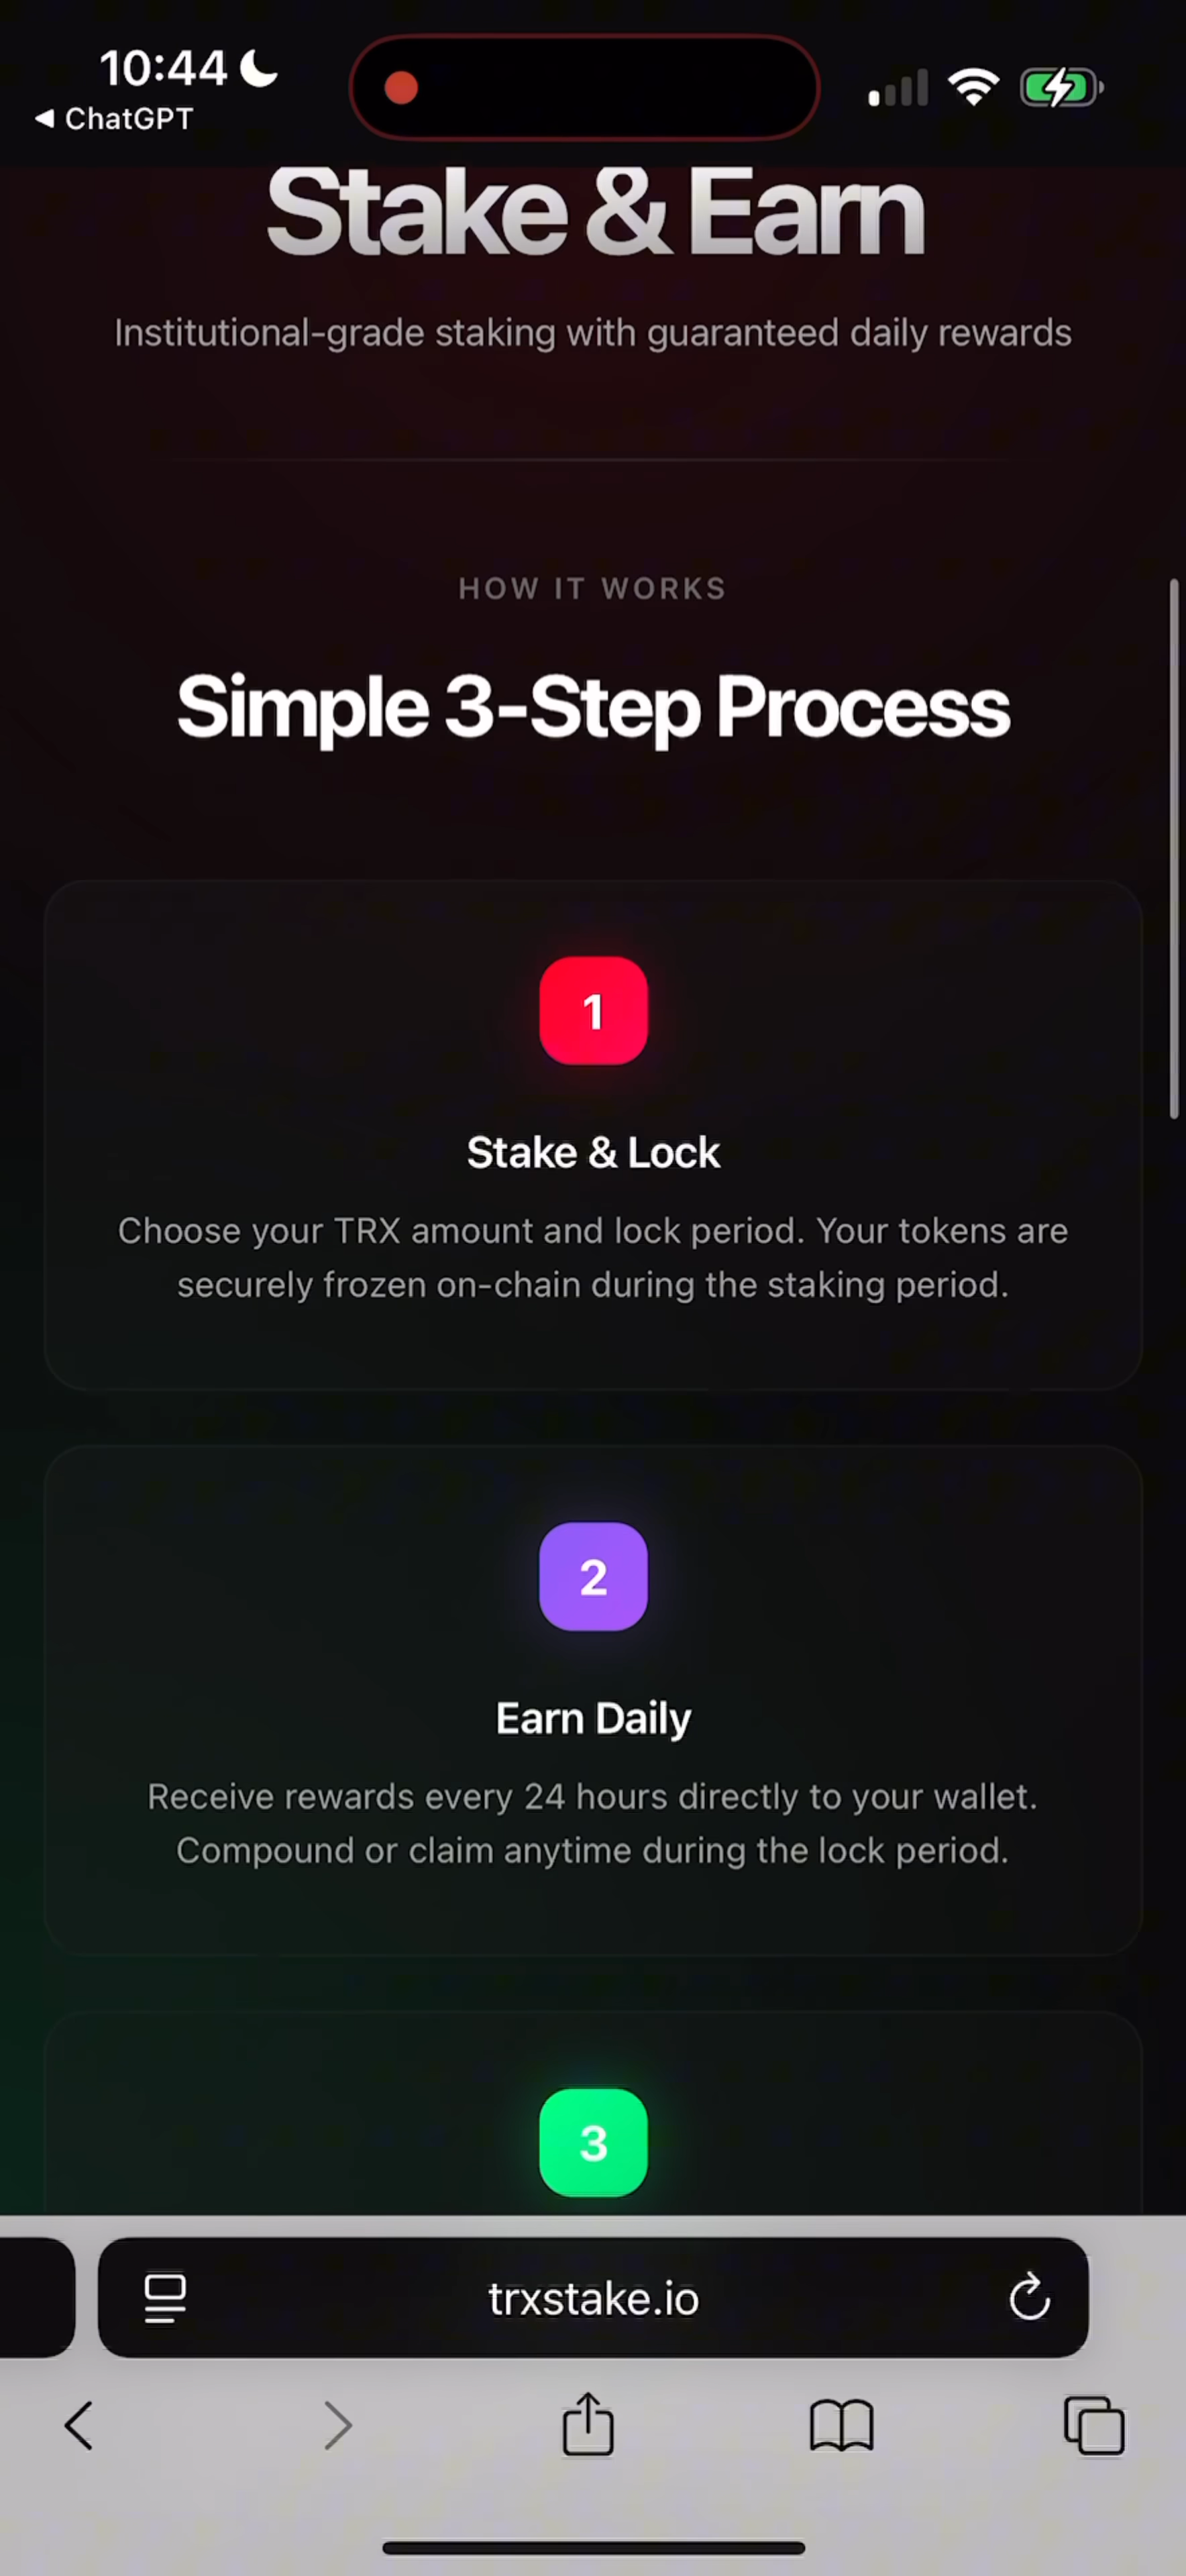 10:44
◀ ChatGPT
Stake & Earn
Institutional-grade staking with guaranteed daily rewards
HOW IT WORKS
Simple 3-Step Process
1
Stake & Lock
Choose your TRX amount and lock period. Your tokens are
securely frozen on-chain during the staking period.
2
Earn Daily
Receive rewards every 24 hours directly to your wallet.
Compound or claim anytime during the lock period.
3
trxstake.io